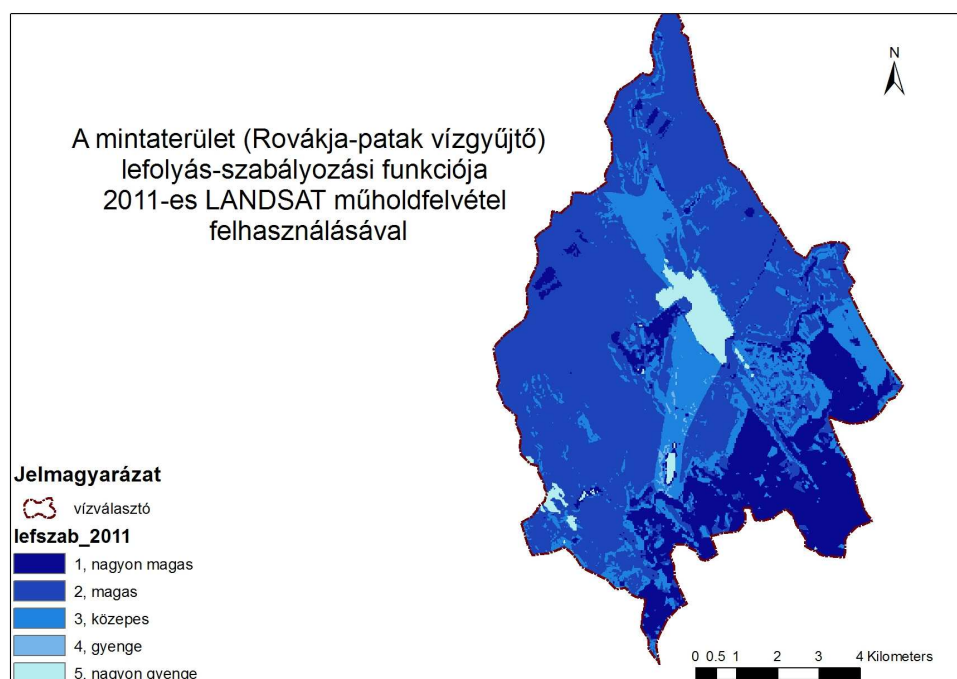 A mintaterület (Rovákja-patak vízgyűjtő)
lefolyás-szabályozási funkciója
2011-es LANDSAT műholdfelvétel
felhasználásával
N
Jelmagyarázat
vízválasztó
lefszab_2011
1, nagyon magas
2, magas
3, közepes
4, gyenge
5, nagyon gyenge
0 0.5 1 2 3 4 Kilometers